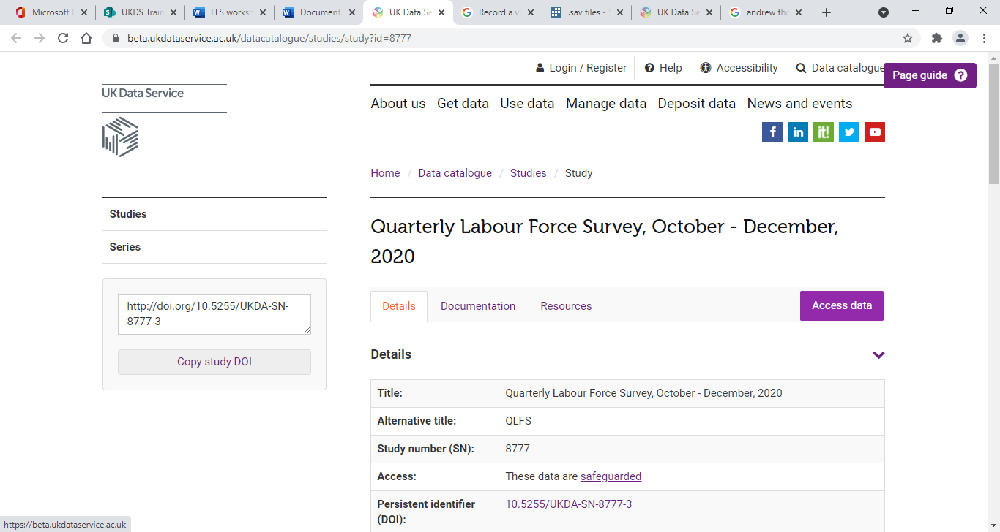 Microsoft
UKDS Train
LFS worksh
Document
UK Data Se
Record a v
.sav files -
UK Data Se
andrew tho
beta.ukdataservice.ac.uk/datacatalogue/studies/study?id=8777
Login / Register
Help
Accessibility
Data catalogue
Page guide ?
UK Data Service
About us Get data Use data Manage data Deposit data News and events
f in it!
Home / Data catalogue / Studies / Study
Studies
Series
http://doi.org/10.5255/UKDA-SN-
8777-3
Copy study DOI
Quarterly Labour Force Survey, October - December,
2020
Details Documentation Resources Access data
Details
Title: Quarterly Labour Force Survey, October - December, 2020
Alternative title: QLFS
Study number (SN): 8777
Access: These data are safeguarded
Persistent identifier 10.5255/UKDA-SN-8777-3
(DOI):
https://beta.ukdataservice.ac.uk